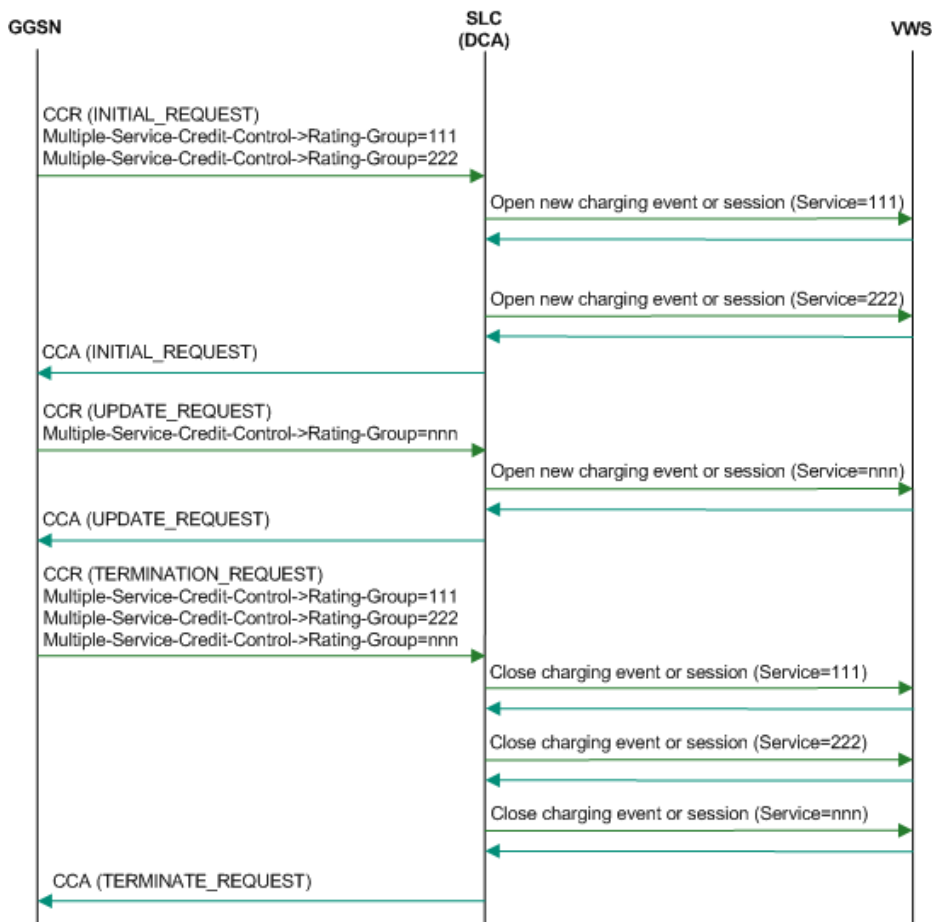 GGSN
SLC
(DCA)
VWS
CCR (INITIAL_REQUEST)
Multiple-Service-Credit-Control->Rating-Group=111
Multiple-Service-Credit-Control->Rating-Group=222
Open new charging event or session (Service=111)
Open new charging event or session (Service=222)
CCA (INITIAL_REQUEST)
CCR (UPDATE_REQUEST)
Multiple-Service-Credit-Control->Rating-Group=nnn
Open new charging event or session (Service=nnn)
CCA (UPDATE_REQUEST)
CCR (TERMINATION_REQUEST)
Multiple-Service-Credit-Control->Rating-Group=111
Multiple-Service-Credit-Control->Rating-Group=222
Multiple-Service-Credit-Control->Rating-Group=nnn
Close charging event or session (Service=111)
Close charging event or session (Service=222)
Close charging event or session (Service=nnn)
CCA (TERMINATE_REQUEST)